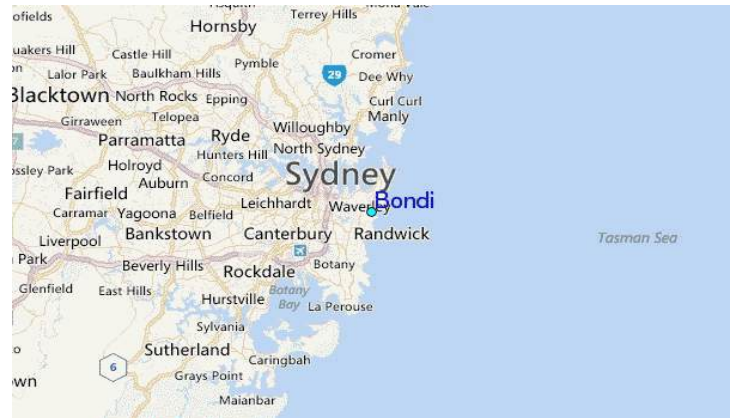 Terrey Hills
Hornsby
Castle Hill
Cromer
Pymble
29
Dee Why
Lalor Park
Baulkham Hills
Blacktown
North Rocks
Epping
Curl Curl
Manly
Girraween
Telopea
Ryde
Willoughby
Parramatta
Hunters Hill
North Sydney
Holroyd
Concord
Sydney
Auburn
Fairfield
Leichhardt
Waverley
Bondi
Carramar
Yagoona
Belfield
Bankstown
Canterbury
Randwick
Liverpool
Tasman Sea
Park
Beverly Hills
Botany
Rockdale
Glenfield
East Hills
Botany
Bay
Hurstville
La Perouse
Sylvania
Sutherland
Caringbah
6
Grays Point
Maianbar